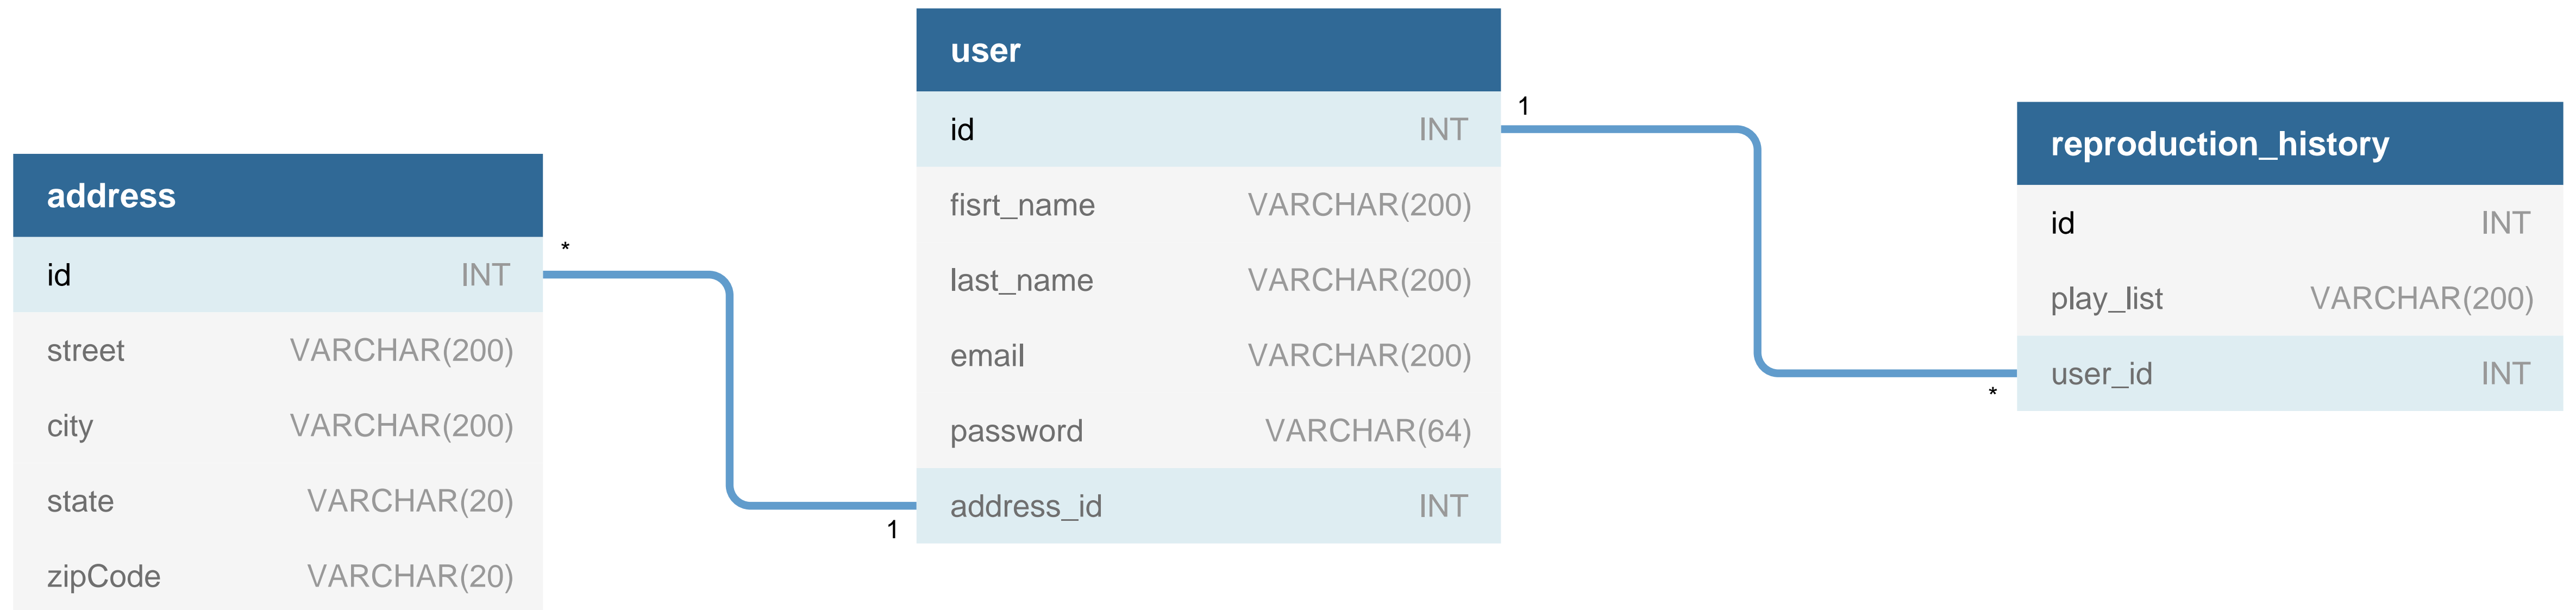 address
id INT
street VARCHAR(200)
city VARCHAR(200)
state VARCHAR(20)
zipCode VARCHAR(20)
*
1
user
id INT
fisrt_name VARCHAR(200)
last_name VARCHAR(200)
email VARCHAR(200)
password VARCHAR(64)
address_id INT
1
*
reproduction_history
id INT
play_list VARCHAR(200)
user_id INT